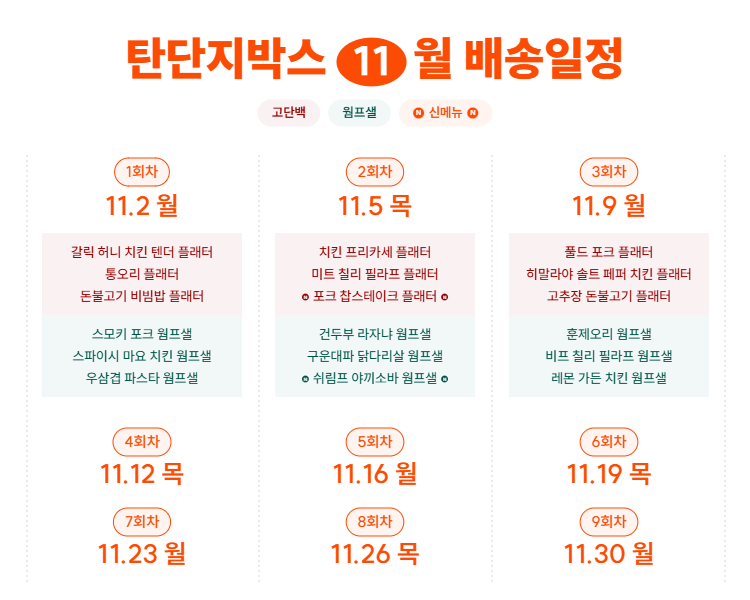 탄단지박스 11월 배송일정
고단백 웜프샐 N 신메뉴 N
1회차
11.2 월
갈릭 허니 치킨 텐더 플래터
통오리 플래터
돈불고기 비빔밥 플래터
스모키 포크 웜프샐
스파이시 마요 치킨 웜프샐
우삼겹 파스타 웜프샐
2회차
11.5 목
치킨 프리카세 플래터
미트 칠리 필라프 플래터
N 포크 찹스테이크 플래터 N
건두부 라자냐 웜프샐
구운대파 닭다리살 웜프샐
N 쉬림프 야끼소바 웜프샐 N
3회차
11.9 월
풀드 포크 플래터
히말라야 솔트 페퍼 치킨 플래터
고추장 돈불고기 플래터
훈제오리 웜프샐
비프 칠리 필라프 웜프샐
레몬 가든 치킨 웜프샐
4회차
11.12 목
5회차
11.16 월
6회차
11.19 목
7회차
11.23 월
8회차
11.26 목
9회차
11.30 월